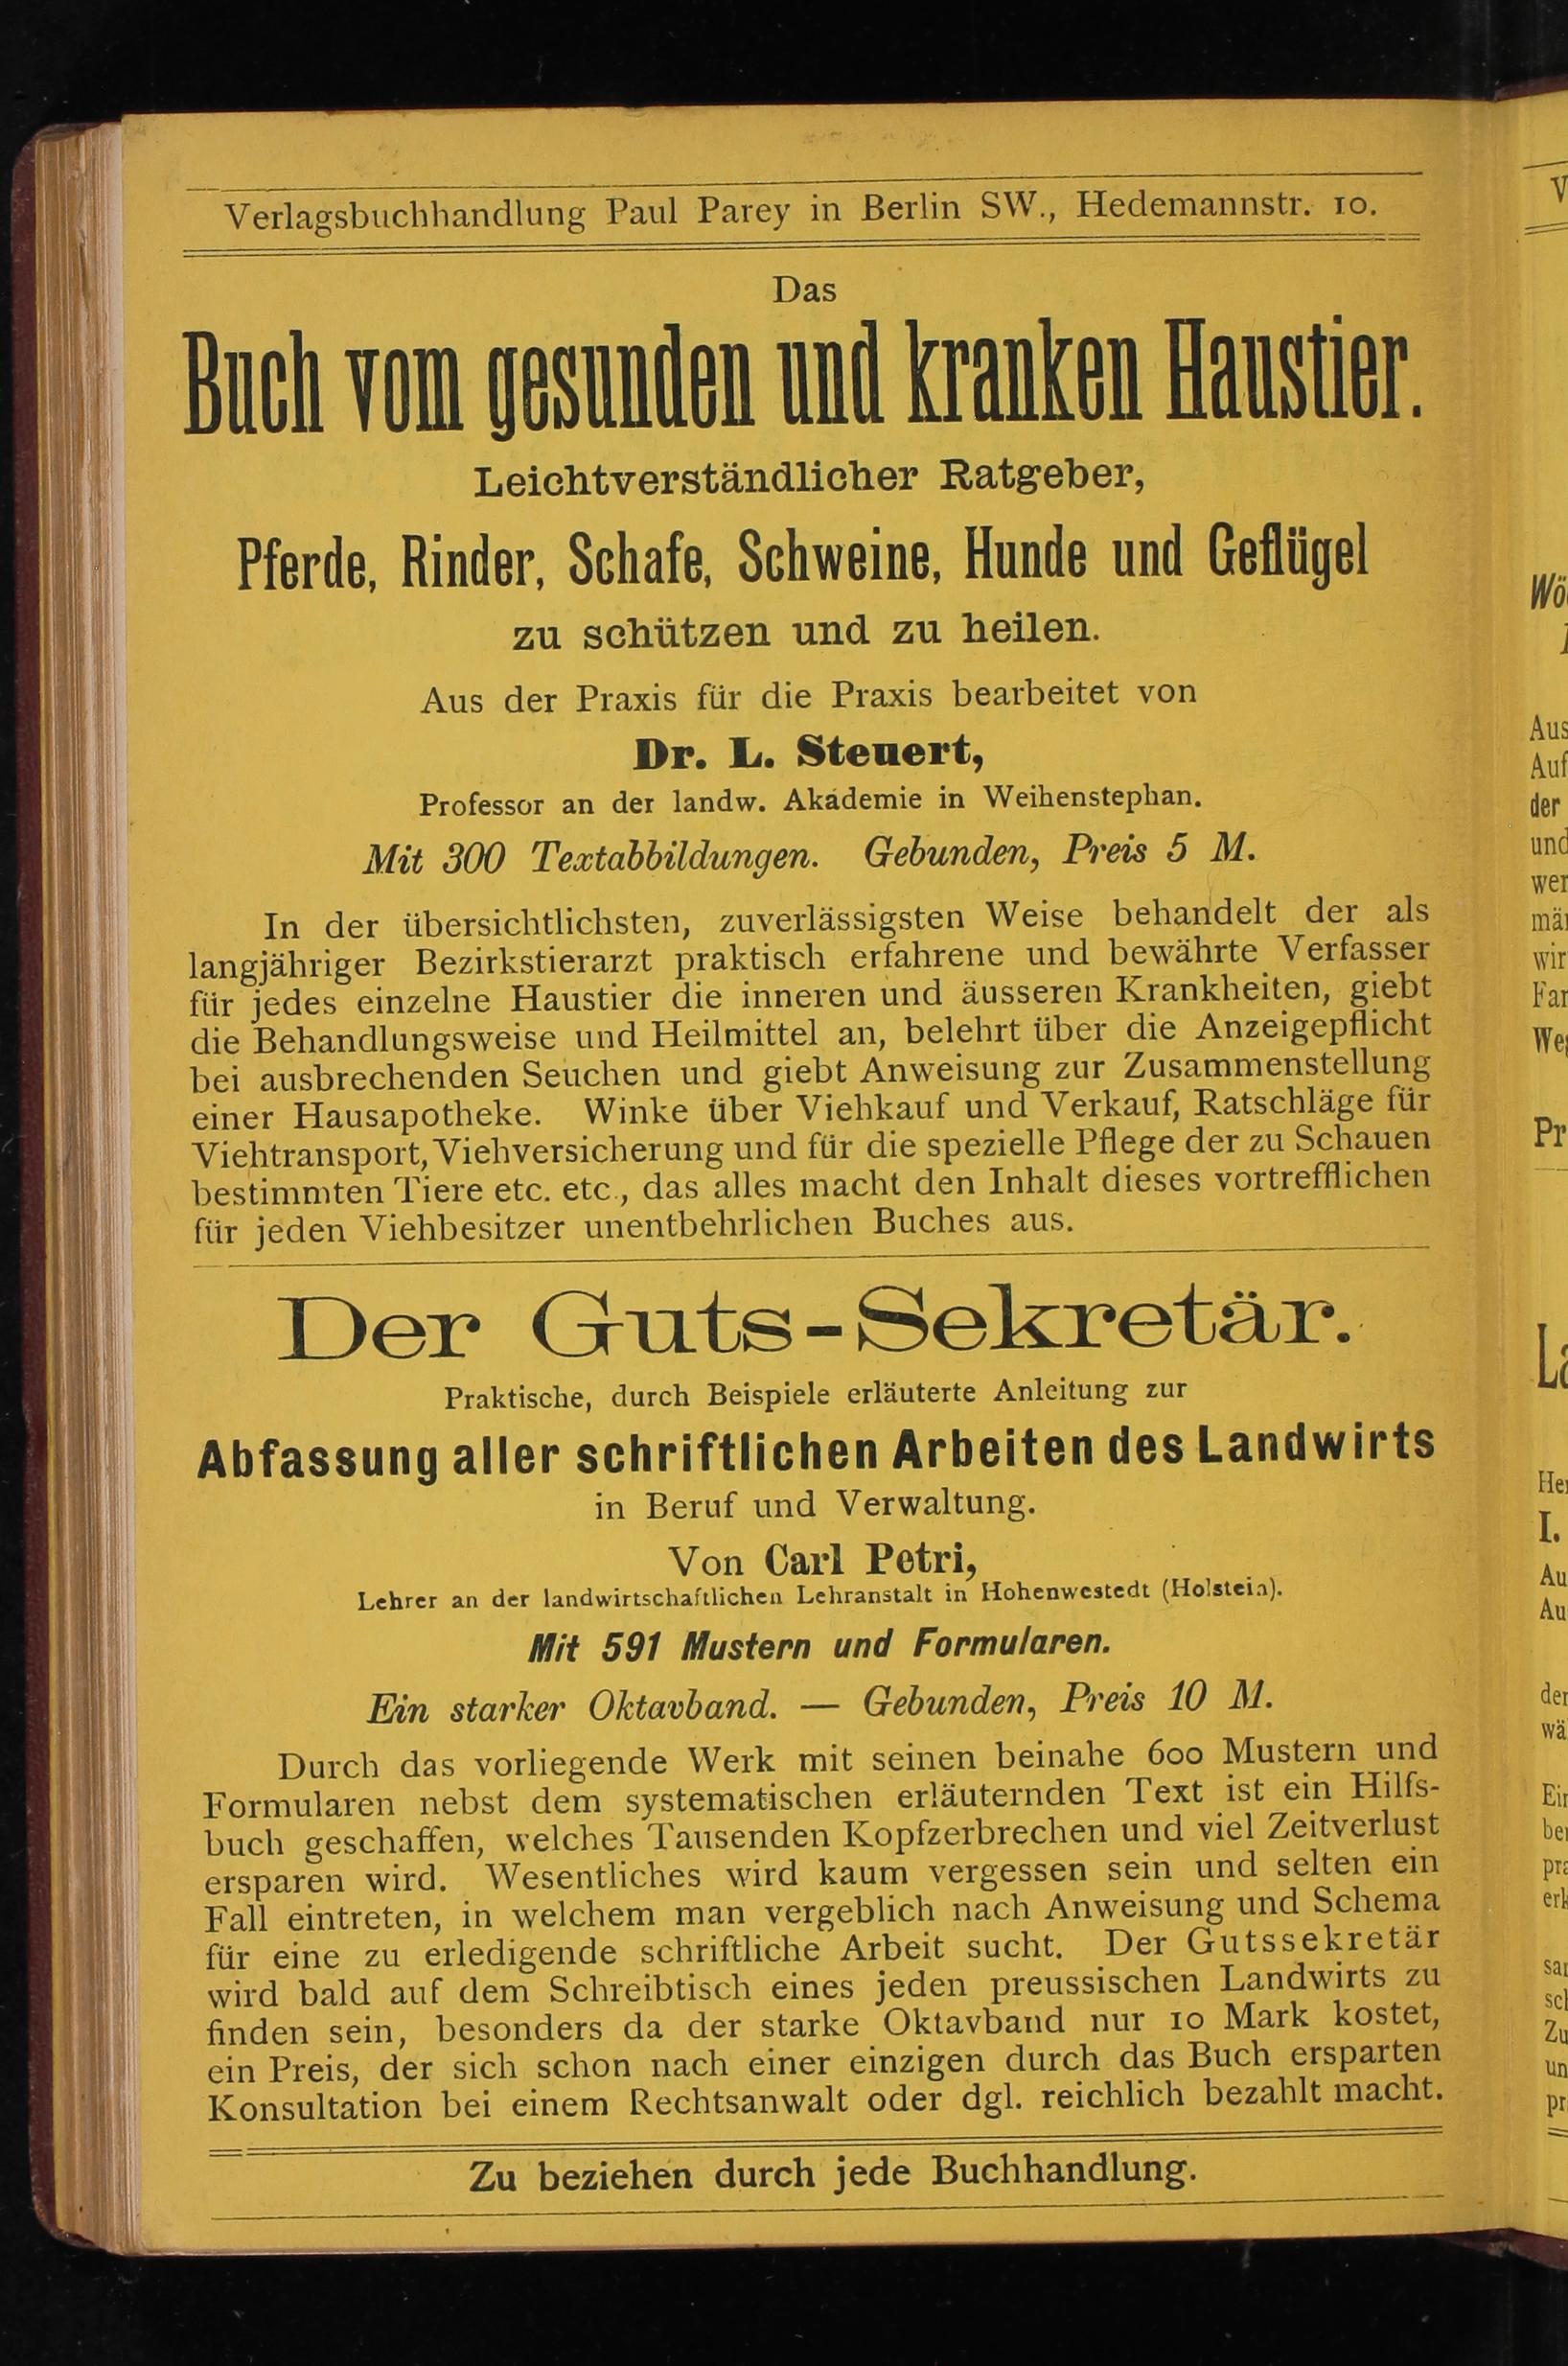 Verlagsbuchhandlung Paul Parey in Berlin SW., Hedemannstr. 10.
Das
Buch vom gesunden und kranken Haustier.
Leichtverständlicher Ratgeber,
Pferde, Rinder, Schafe, Schweine, Hunde und Geflügel
zu schützen und zu heilen.
Aus der Praxis für die Praxis bearbeitet von
Dr. L. Steuert,
Professor an der landw. Akademie in Weihenstephan.
Mit 300 Textabbildungen. Gebunden, Preis 5 M.
In der übersichtlichsten, zuverlässigsten Weise behandelt der als
langjähriger Bezirkstierarzt praktisch erfahrene und bewährte Verfasser
für jedes einzelne Haustier die inneren und äusseren Krankheiten, giebt
die Behandlungsweise und Heilmittel an, belehrt über die Anzeigepflicht
bei ausbrechenden Seuchen und giebt Anweisung zur Zusammenstellung
einer Hausapotheke. Winke über Viehkauf und Verkauf, Ratschläge für
Viehtransport, Viehversicherung und für die spezielle Pflege der zu Schauen
bestimmten Tiere etc. etc., das alles macht den Inhalt dieses vortrefflichen
für jeden Viehbesitzer unentbehrlichen Buches aus.
Der Guts-Sekretär.
Praktische, durch Beispiele erläuterte Anleitung zur
Abfassung aller schriftlichen Arbeiten des Landwirts
in Beruf und Verwaltung.
Von Carl Petri,
Lehrer an der landwirtschaftlichen Lehranstalt in Hohenwestedt (Holstein).
Mit 591 Mustern und Formularen.
Ein starker Oktavband. — Gebunden, Preis 10 M.
Durch das vorliegende Werk mit seinen beinahe 600 Mustern und
Formularen nebst dem systematischen erläuternden Text ist ein Hilfs-
buch geschaffen, welches Tausenden Kopfzerbrechen und viel Zeitverlust
ersparen wird. Wesentliches wird kaum vergessen sein und selten ein
Fall eintreten, in welchem man vergeblich nach Anweisung und Schema
für eine zu erledigende schriftliche Arbeit sucht. Der Gutssekretär
wird bald auf dem Schreibtisch eines jeden preussischen Landwirts zu
finden sein, besonders da der starke Oktavband nur 10 Mark kostet,
ein Preis, der sich schon nach einer einzigen durch das Buch ersparten
Konsultation bei einem Rechtsanwalt oder dgl. reichlich bezahlt macht.
Zu beziehen durch jede Buchhandlung.